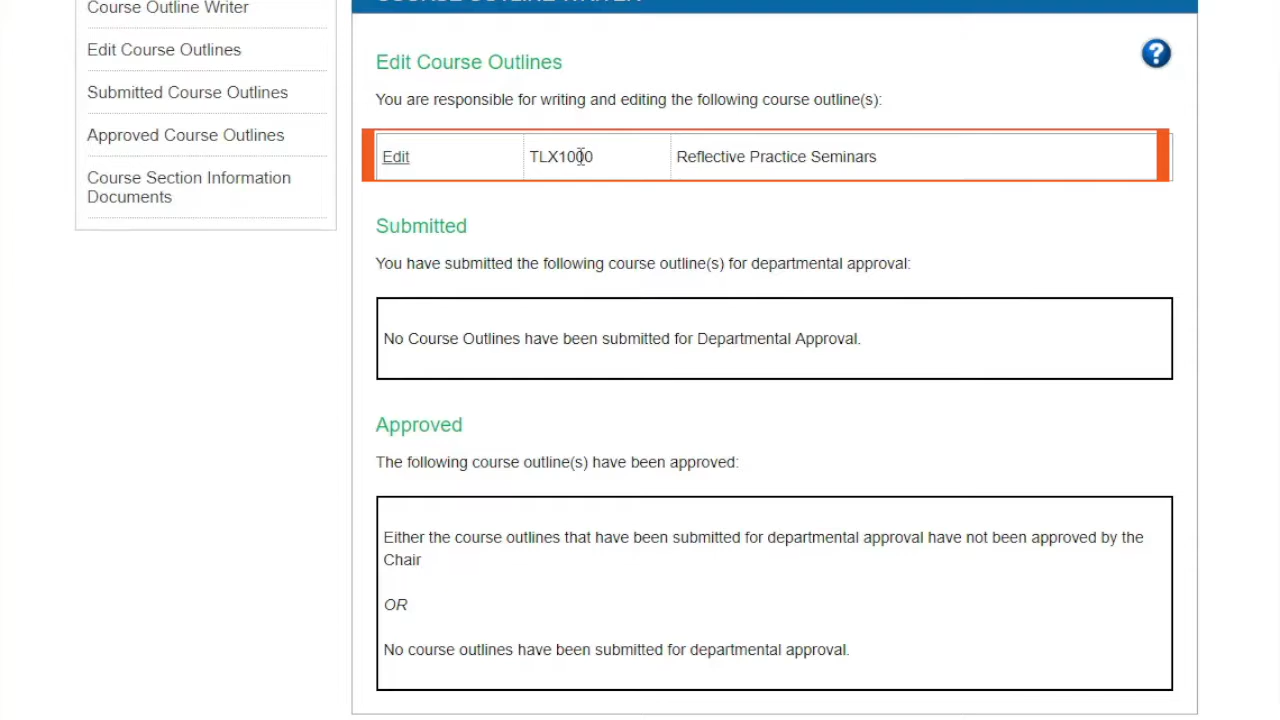 Course Outline Writer
Edit Course Outlines
Submitted Course Outlines
Approved Course Outlines
Course Section Information
Documents
Edit Course Outlines
?
You are responsible for writing and editing the following course outline(s):
Edit TLX1000 Reflective Practice Seminars
Submitted
You have submitted the following course outline(s) for departmental approval:
No Course Outlines have been submitted for Departmental Approval.
Approved
The following course outline(s) have been approved:
Either the course outlines that have been submitted for departmental approval have not been approved by the
Chair
OR
No course outlines have been submitted for departmental approval.